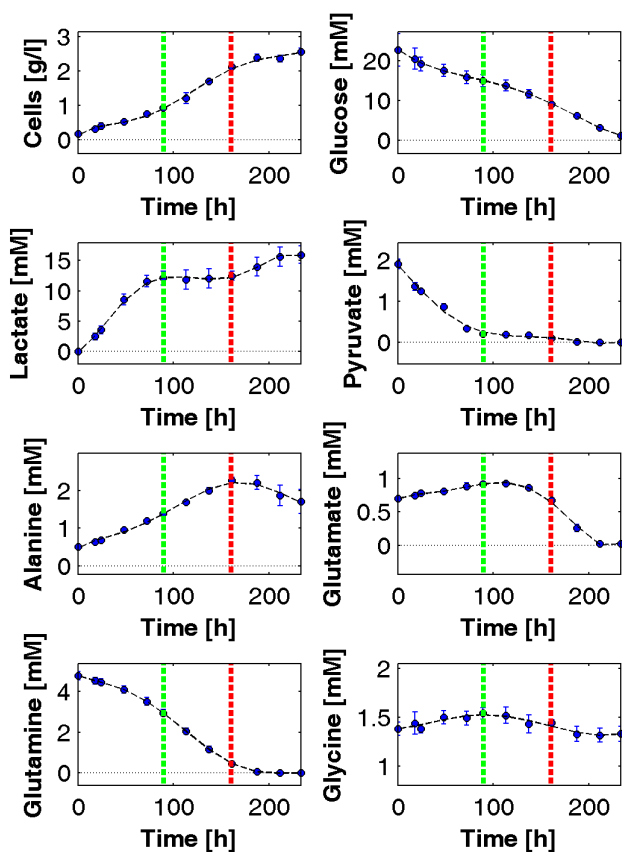 Cells [g/l]
3
2
1
0
0 100 200
Time [h]
Glucose [mM]
20
10
0
0 100 200
Time [h]
Lactate [mM]
15
10
5
0
0 100 200
Time [h]
Pyruvate [mM]
2
1
0
0 100 200
Time [h]
Alanine [mM]
2
1
0
0 100 200
Time [h]
Glutamate [mM]
1
0.5
0
0 100 200
Time [h]
Glutamine [mM]
4
2
0
0 100 200
Time [h]
Glycine [mM]
2
1.5
1
0 100 200
Time [h]